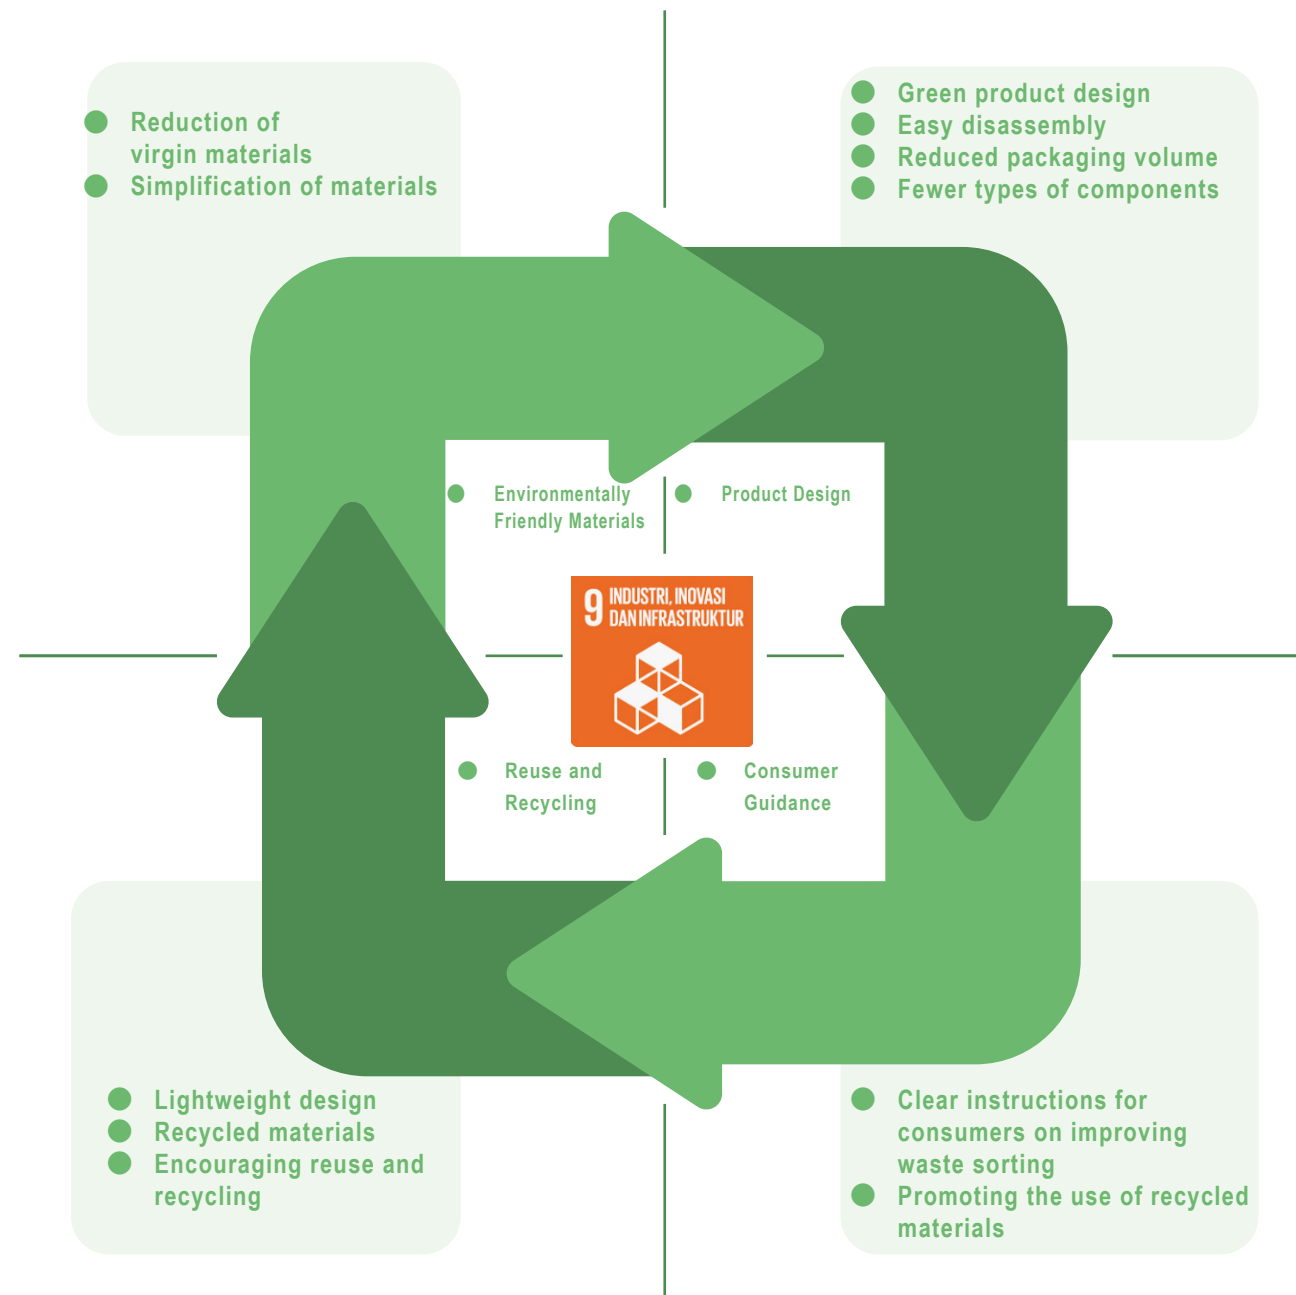 Reduction of
virgin materials
Simplification of materials
Green product design
Easy disassembly
Reduced packaging volume
Fewer types of components
Environmentally
Friendly Materials
Product Design
9 INDUSTRI, INOVASI
DAN INFRASTRUKTUR
Reuse and
Recycling
Consumer
Guidance
Lightweight design
Recycled materials
Encouraging reuse and
recycling
Clear instructions for
consumers on improving
waste sorting
Promoting the use of recycled
materials